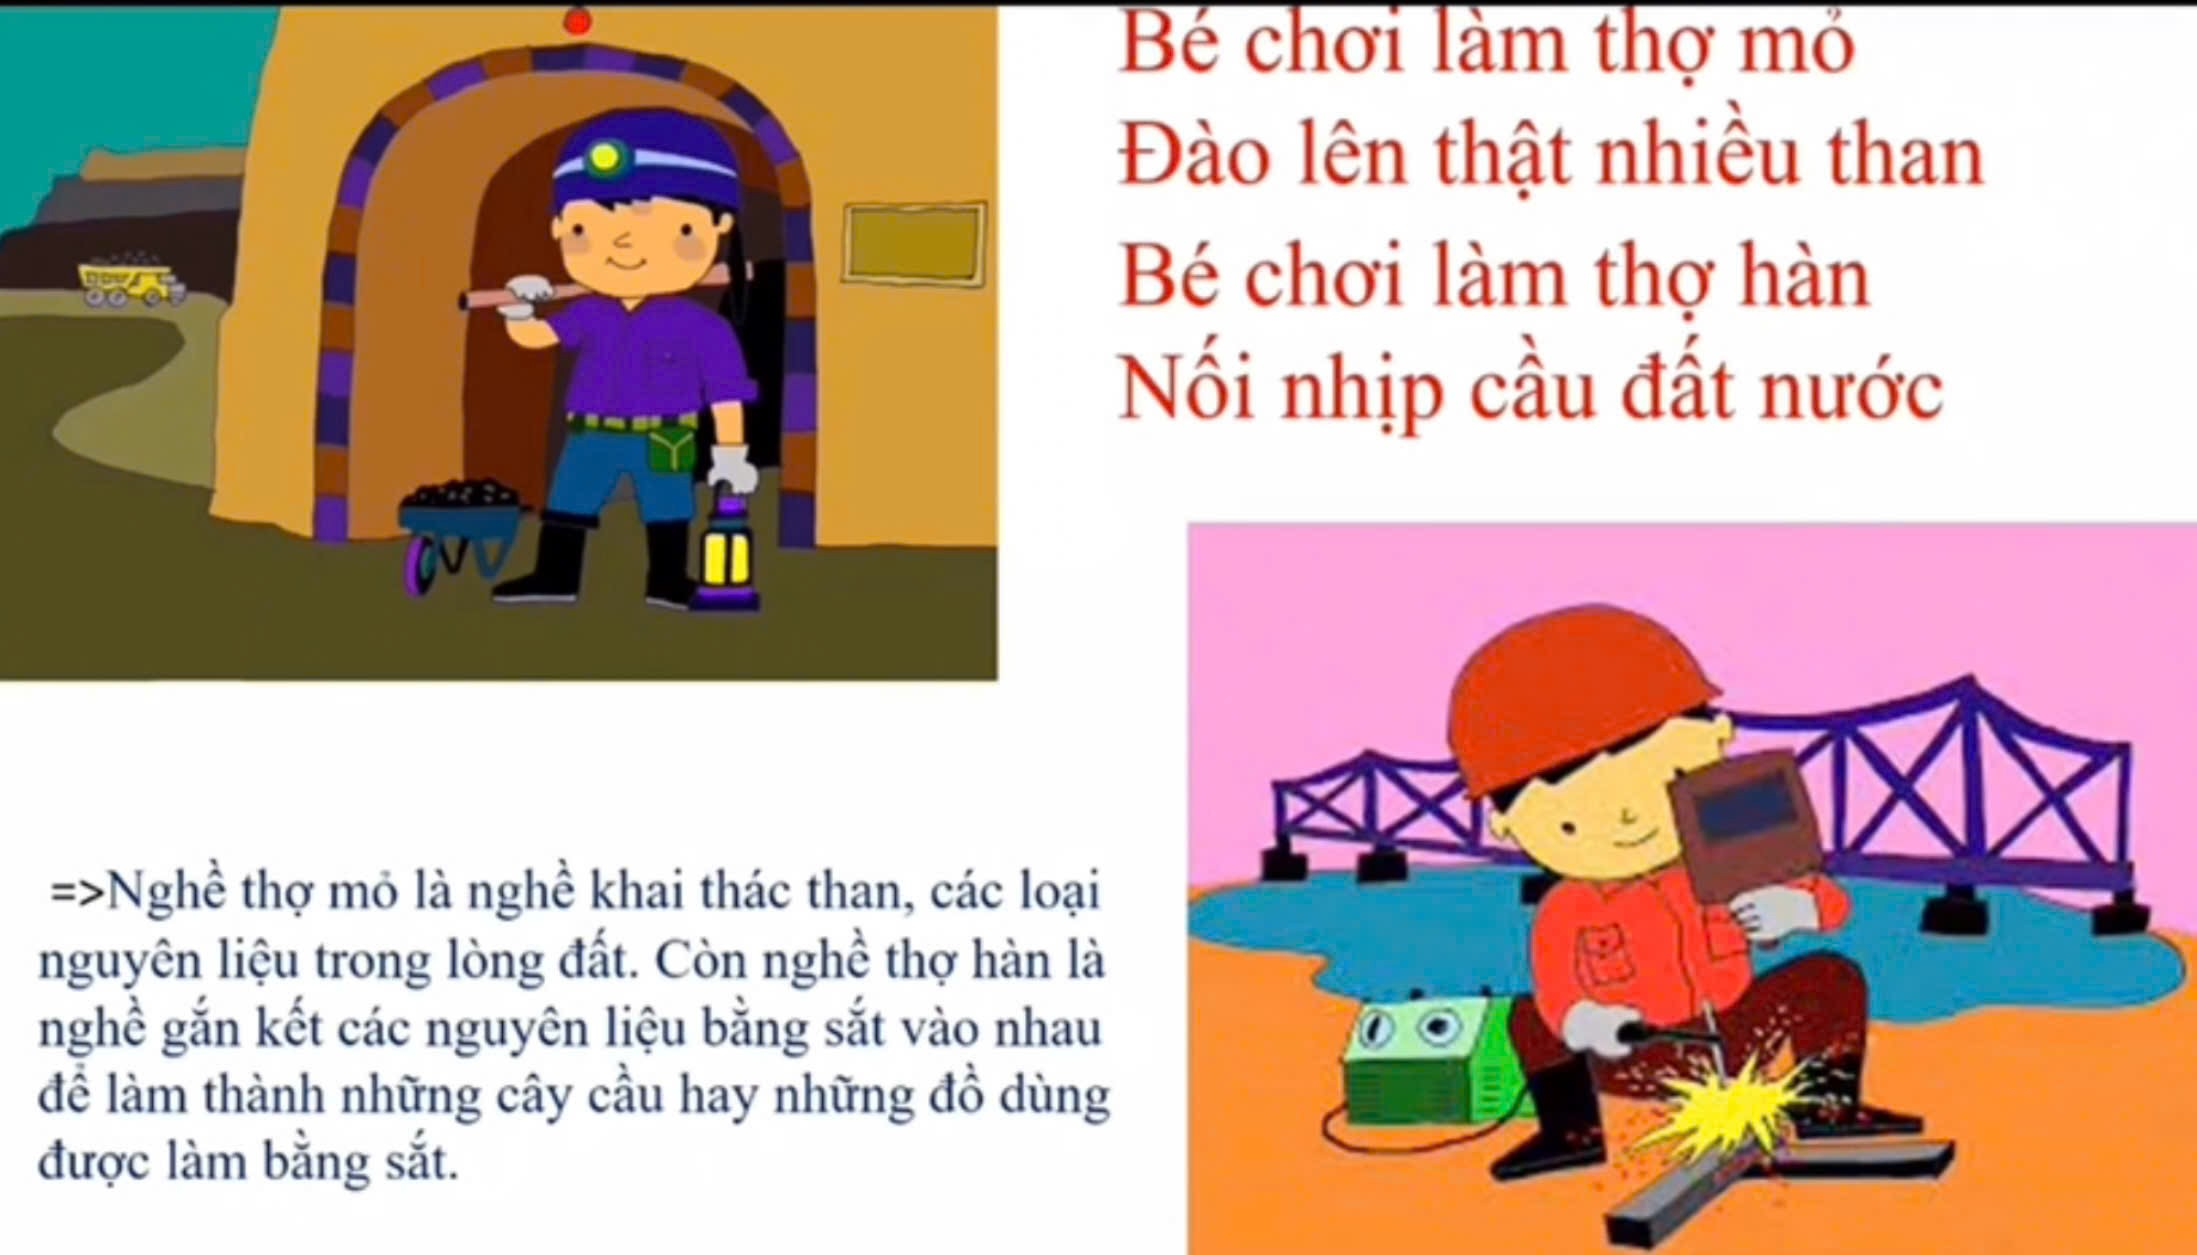 Bé chơi làm thợ mỏ
Đào lên thật nhiều than
Bé chơi làm thợ hàn
Nối nhịp cầu đất nước
=>Nghề thợ mỏ là nghề khai thác than, các loại
nguyên liệu trong lòng đất. Còn nghề thợ hàn là
nghề gắn kết các nguyên liệu bằng sắt vào nhau
để làm thành những cây cầu hay những đồ dùng
được làm bằng sắt.